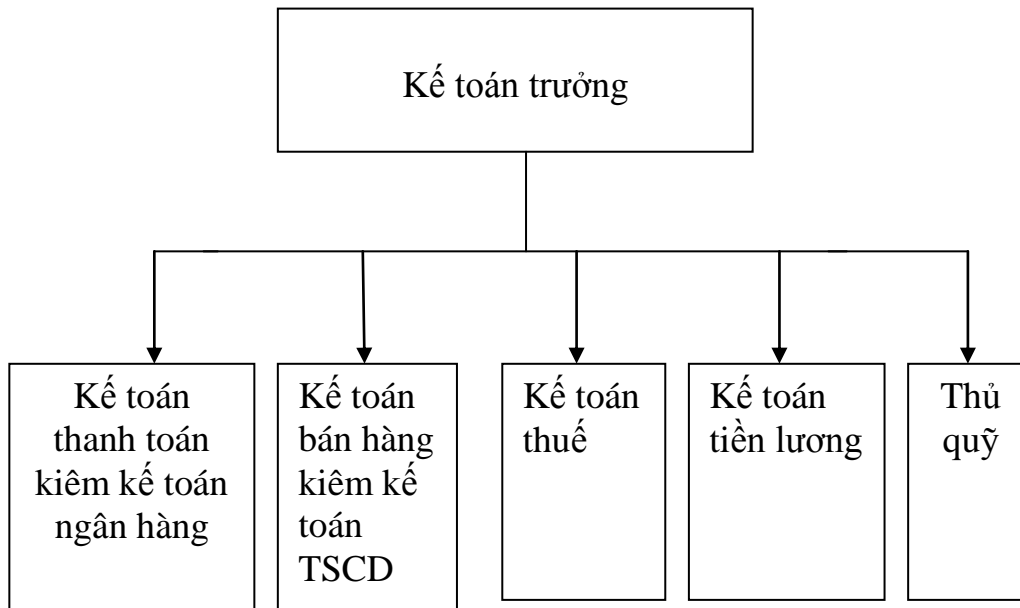 Kế toán trưởng
Kế toán
thanh toán
kiêm kế toán
ngân hàng
Kế toán
bán hàng
kiêm kế
toán
TSCD
Kế toán
thuế
Kế toán
tiền lương
Thủ
quỹ